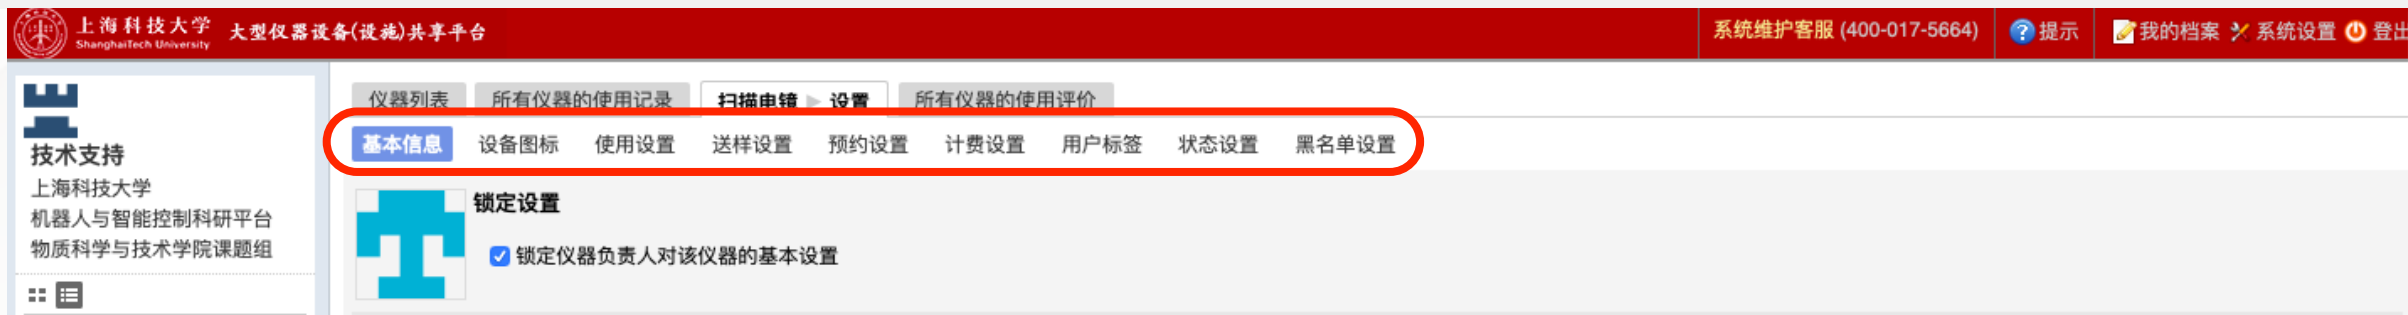 上海科技大学 大型仪器设备(设施)共享平台 系统维护客服 (400-017-5664) 提示 我的档案 系统设置 登出
ShanghaiTech University
仪器列表 所有仪器的使用记录 扫描电镜 设置 所有仪器的使用评价
基本信息 设备图标 使用设置 送样设置 预约设置 计费设置 用户标签 状态设置 黑名单设置
技术支持
上海科技大学
机器人与智能控制科研平台
物质科学与技术学院课题组
锁定设置
锁定仪器负责人对该仪器的基本设置